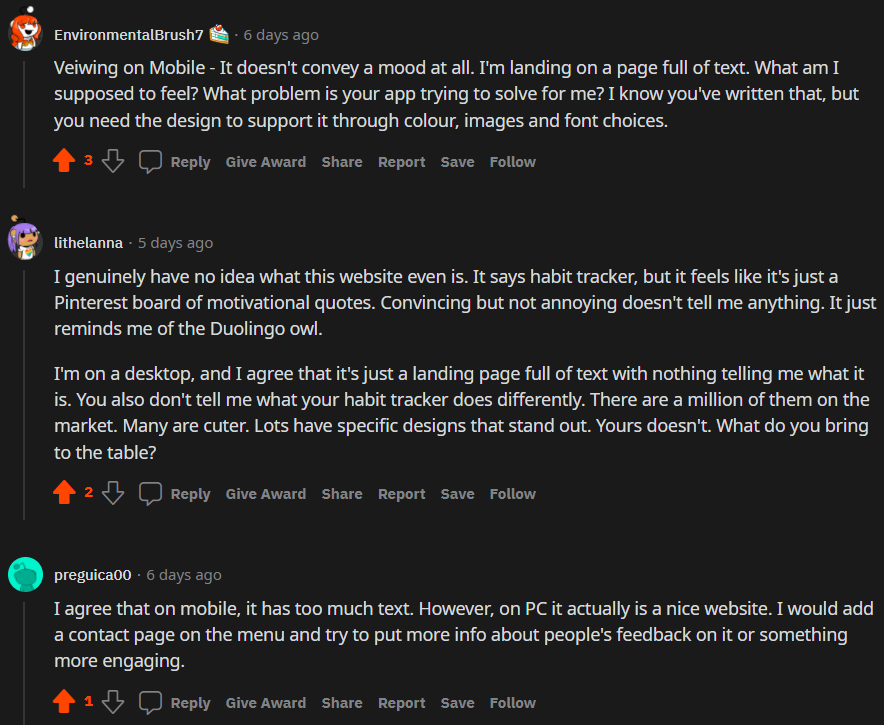 EnvironmentalBrush7 · 6 days ago
Veiwing on Mobile - It doesn't convey a mood at all. I'm landing on a page full of text. What am I
supposed to feel? What problem is your app trying to solve for me? I know you've written that, but
you need the design to support it through colour, images and font choices.
3 Reply Give Award Share Report Save Follow
lithelanna · 5 days ago
I genuinely have no idea what this website even is. It says habit tracker, but it feels like it's just a
Pinterest board of motivational quotes. Convincing but not annoying doesn't tell me anything. It just
reminds me of the Duolingo owl.
I'm on a desktop, and I agree that it's just a landing page full of text with nothing telling me what it
is. You also don't tell me what your habit tracker does differently. There are a million of them on the
market. Many are cuter. Lots have specific designs that stand out. Yours doesn't. What do you bring
to the table?
2 Reply Give Award Share Report Save Follow
preguica00 · 6 days ago
I agree that on mobile, it has too much text. However, on PC it actually is a nice website. I would add
a contact page on the menu and try to put more info about people's feedback on it or something
more engaging.
1 Reply Give Award Share Report Save Follow